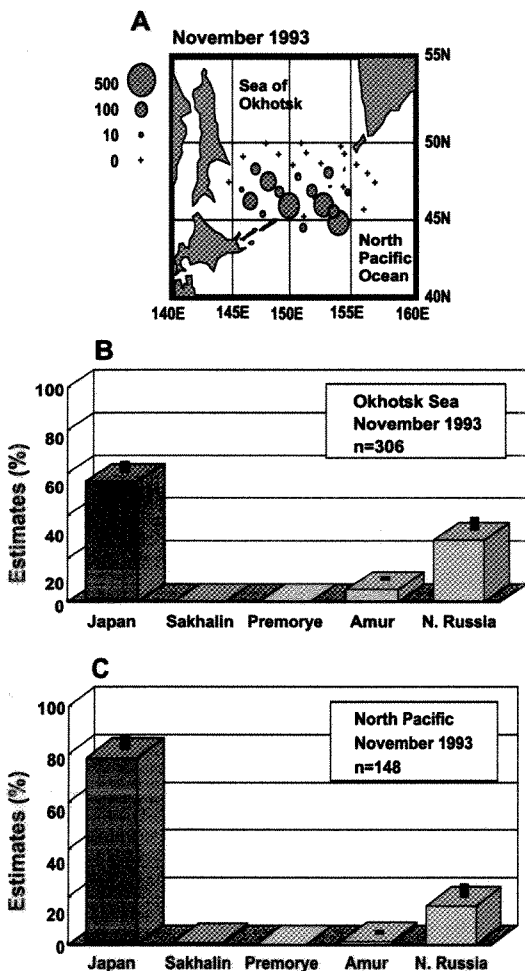 A
November 1993
500
100
10
0
Sea of
Okhotsk
North
Pacific
Ocean
55N
50N
45N
40N
140E 145E 150E 155E 160E
B
Estimates (%)
100
80
60
40
20
0
Okhotsk Sea
November 1993
n=306
Japan Sakhalin Premorye Amur N. Russia
C
Estimates (%)
100
80
60
40
20
0
North Pacific
November 1993
n=148
Japan Sakhalin Premorye Amur N. Russia